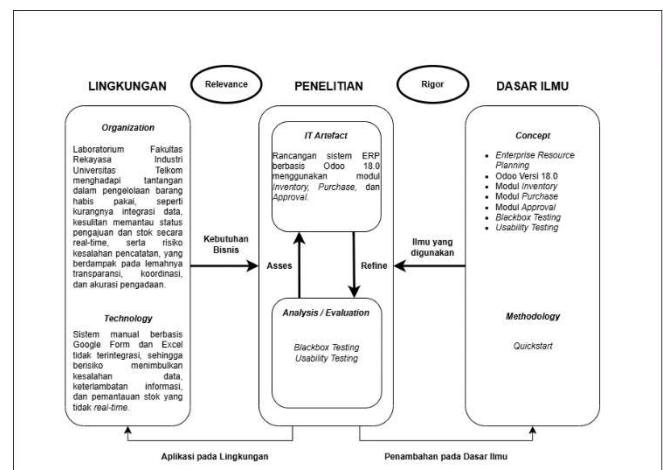 LINGKUNGAN
Relevance
PENELITIAN
Rigor
DASAR ILMU
Organization
Laboratorium Fakultas
Rekayasa Industri
Universitas Telkom
menghadapi tantangan
dalam pengelolaan barang
habis pakai, seperti
kurangnya integrasi data,
kesulitan memantau status
pengajuan dan stok secara
real-time, serta risiko
kesalahan pencatatan, yang
berdampak pada lemahnya
transparansi, koordinasi,
dan akurasi pengadaan.
Technology
Sistem manual berbasis
Google Form dan Excel
tidak terintegrasi, sehingga
berisiko menimbulkan
kesalahan data,
keterlambatan informasi,
dan pemantauan stok yang
tidak real-time.
Kebutuhan
Bisnis
IT Artefact
Rancangan sistem ERP
berbasis Odoo 18.0
menggunakan modul
Inventory, Purchase, dan
Approval.
Asses
Refine
Analysis / Evaluation
Blackbox Testing
Usability Testing
Ilmu yang
digunakan
Concept
• Enterprise Resource
Planning
• Odoo Versi 18.0
• Modul Inventory
• Modul Purchase
• Modul Approval
• Blackbox Testing
• Usability Testing
Methodology
Quickstart
Aplikasi pada Lingkungan
Penambahan pada Dasar Ilmu